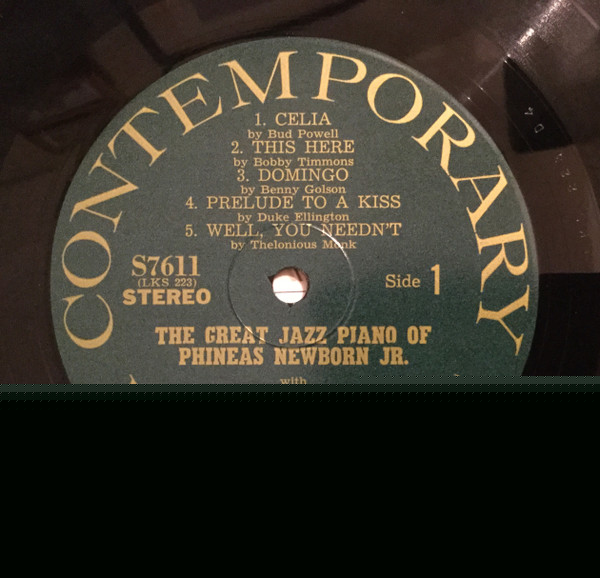 CONTEMPORARY
1. CELIA
by Bud Powell
2. THIS HERE
by Bobby Timmons
3. DOMINGO
by Benny Golson
4. PRELUDE TO A KISS
by Duke Ellington
5. WELL, YOU NEEDN'T
by Thelonious Monk
S7611
(LKS 223)
STEREO
Side 1
THE GREAT JAZZ PIANO OF
PHINEAS NEWBORN JR.
with